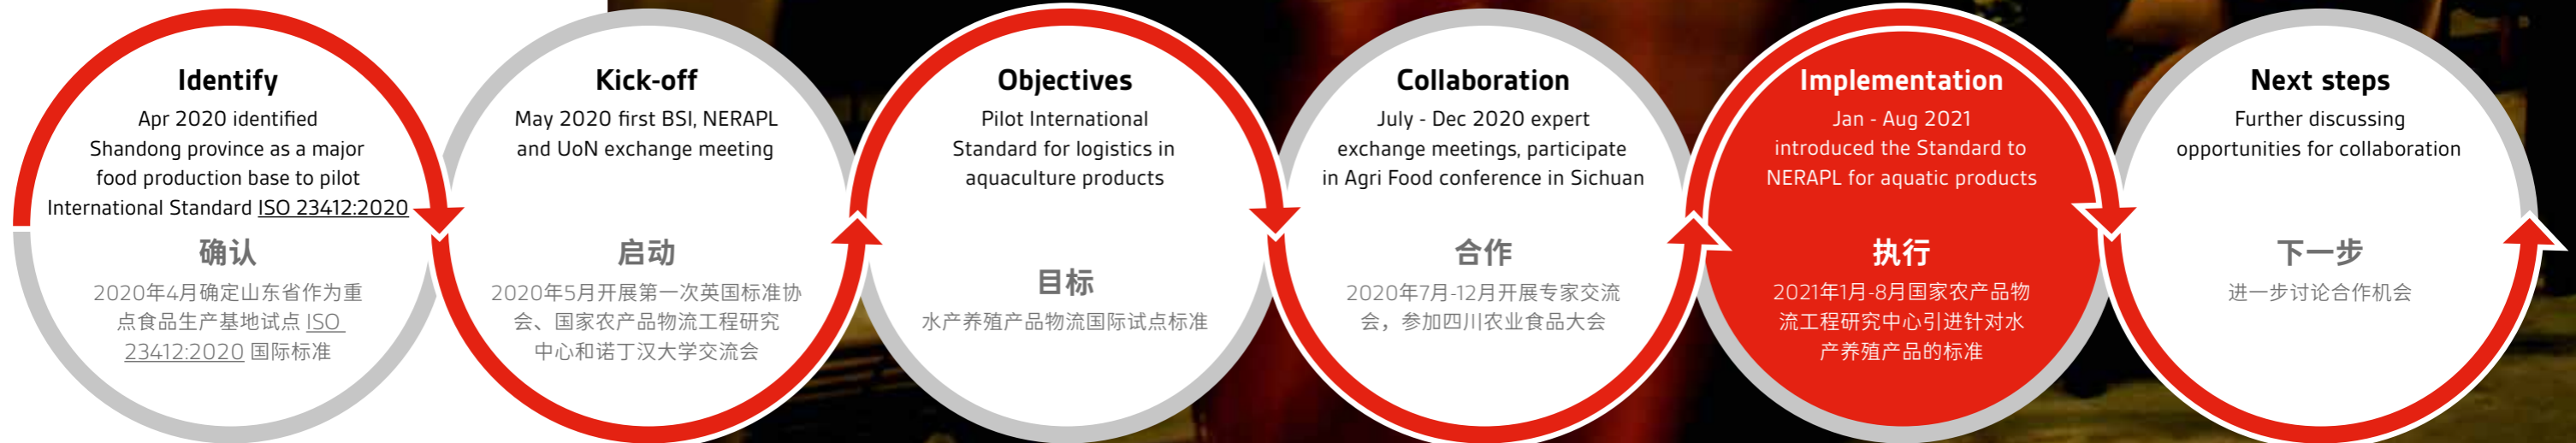 Identify
Apr 2020 identified
Shandong province as a major
food production base to pilot
International Standard ISO 23412:2020
确认
2020年4月确定山东省作为重
点食品生产基地试点 ISO
23412:2020 国际标准
Kick-off
May 2020 first BSI, NERAPL
and UoN exchange meeting
启动
2020年5月开展第一次英国标准协
会、国家农产品物流工程研究
中心和诺丁汉大学交流会
Objectives
Pilot International
Standard for logistics in
aquaculture products
目标
水产养殖产品物流国际试点标准
Collaboration
July - Dec 2020 expert
exchange meetings, participate
in Agri Food conference in Sichuan
合作
2020年7月-12月开展专家交流
会，参加四川农业食品大会
Implementation
Jan - Aug 2021
introduced the Standard to
NERAPL for aquatic products
执行
2021年1月-8月国家农产品物
流工程研究中心引进针对水
产养殖产品的标准
Next steps
Further discussing
opportunities for collaboration
下一步
进一步讨论合作机会